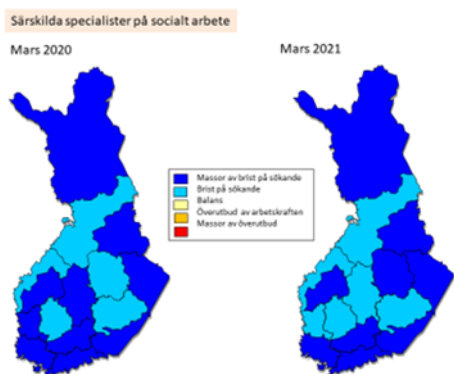 Särskilda specialister på socialt arbete
Mars 2020
Mars 2021
Massor av brist på sökande
Brist på sökande
Balans
Överutbud av arbetskraften
Massor av överutbud